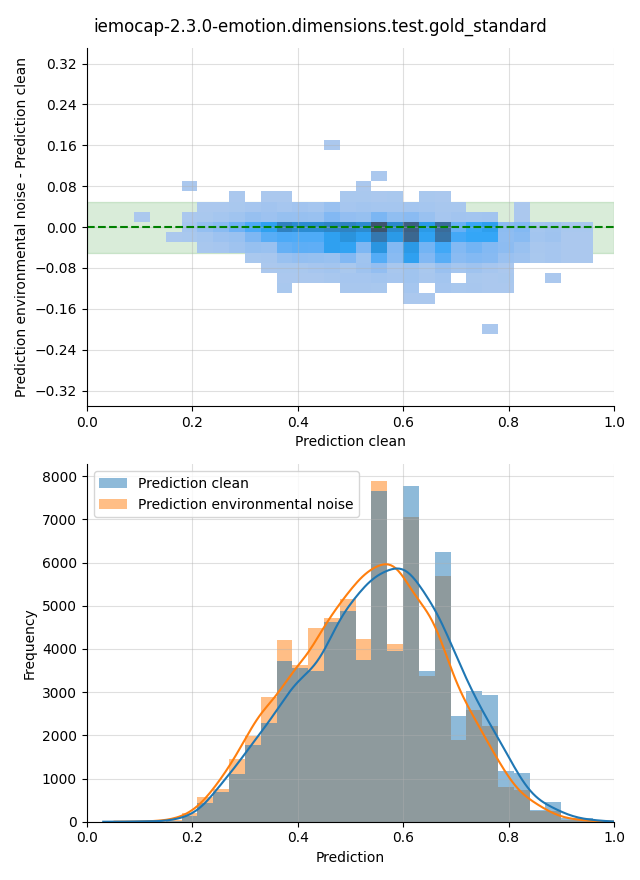 iemocap-2.3.0-emotion.dimensions.test.gold_standard
Prediction environmental noise - Prediction clean
0.32
0.24
0.16
0.08
0.00
−0.08
−0.16
−0.24
−0.32
0.0 0.2 0.4 0.6 0.8 1.0
Prediction clean
Frequency
8000
7000
6000
5000
4000
3000
2000
1000
0
Prediction clean
Prediction environmental noise
0.0 0.2 0.4 0.6 0.8 1.0
Prediction